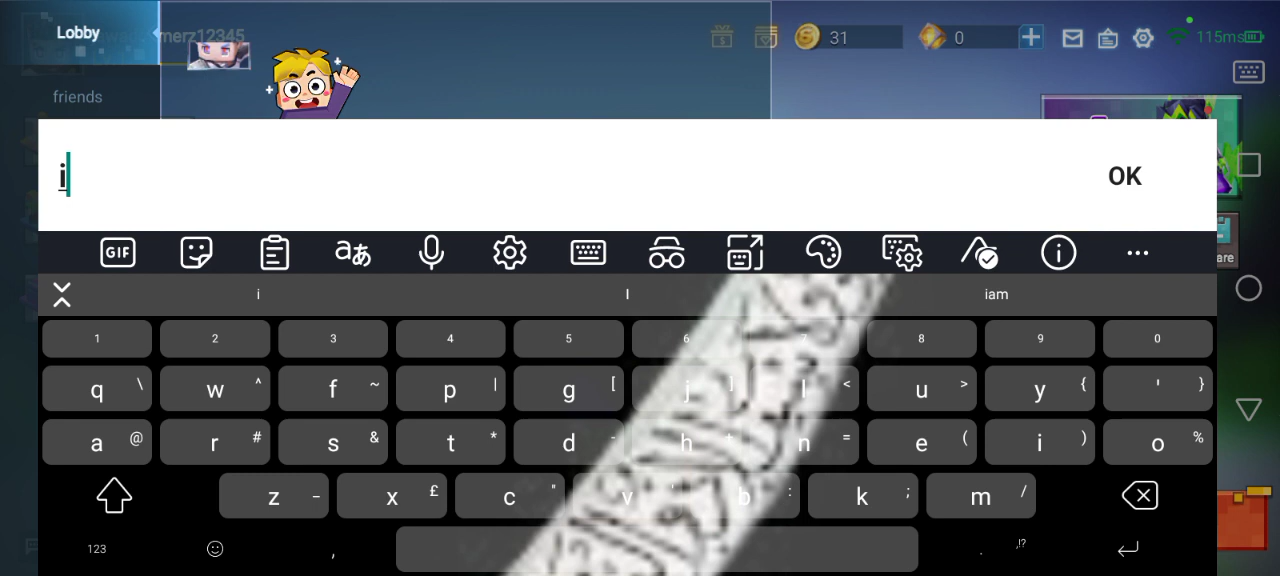 Lobby
merz12345
31
0
115ms
friends
i
OK
GIF
aあ
i I iam
1 2 3 4 5 6 7 8 9 0
q \ w ^ f ~ p | g [ j ] l < u > y { ' }
are
a @ r # s & t * d - h + n = e ( i ) o %
z _ x £ c " v ' b : k ; m /
123 , . ,!?